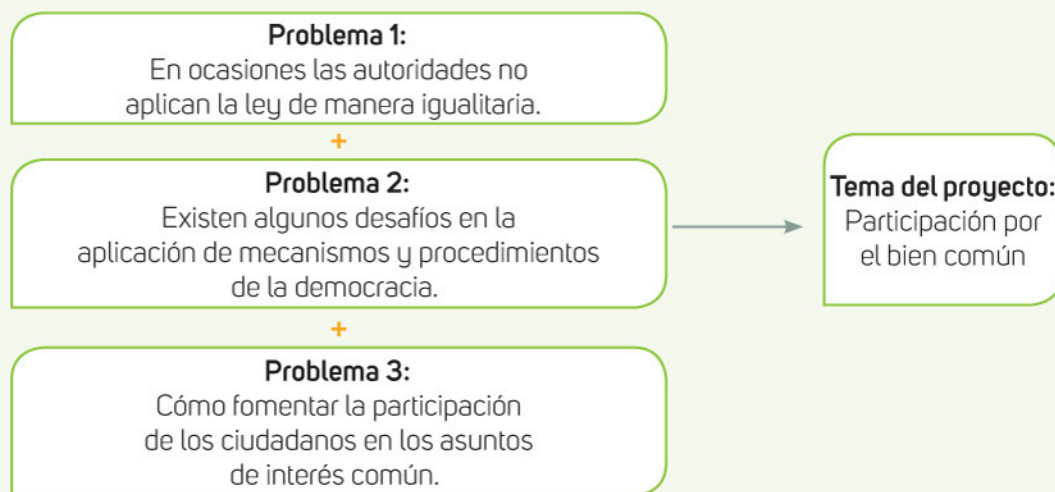 Problema 1:
En ocasiones las autoridades no
aplican la ley de manera igualitaria.
+
Problema 2:
Existen algunos desafíos en la
aplicación de mecanismos y procedimientos
de la democracia.
+
Problema 3:
Cómo fomentar la participación
de los ciudadanos en los asuntos
de interés común.
Tema del proyecto:
Participación por
el bien común